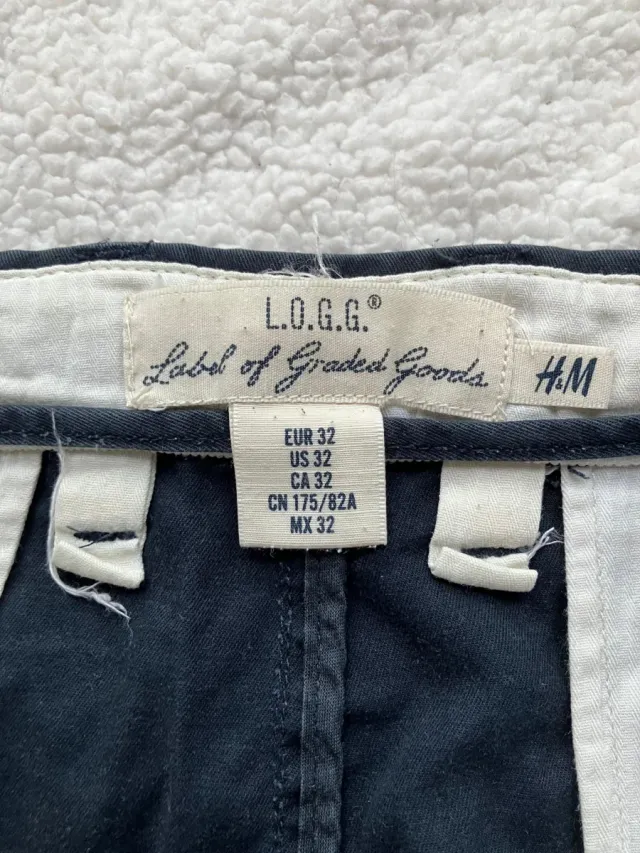 L.O.G.G.®
Label of Graded Goods
H&M
EUR 32
US 32
CA 32
CN 175/82A
MX 32